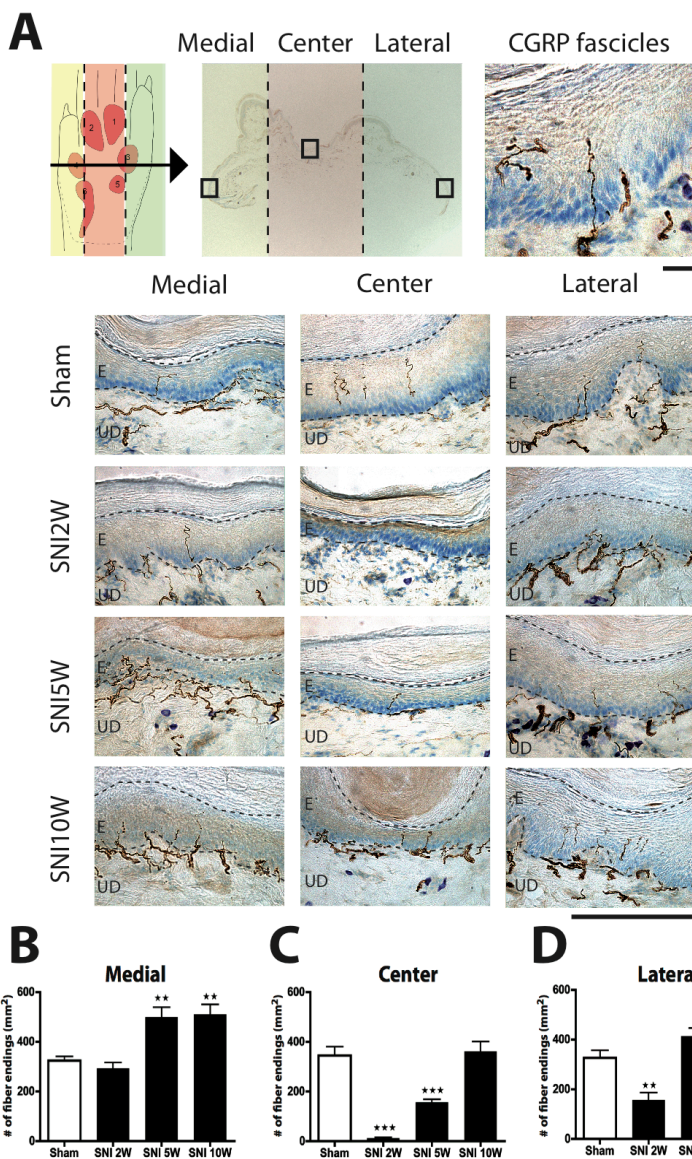 A
Medial Center Lateral CGRP fascicles
2 1
3
6 5
Medial Center Lateral
Sham
E
UD
E
UD
E
UD
SNI2W
E
UD
E
UD
E
UD
SNI5W
E
UD
E
UD
E
UD
SNI10W
E
UD
E
UD
E
UD
B
Medial
# of fiber endings (mm²)
600
400
200
0
★★ ★★
Sham SNI 2W SNI 5W SNI 10W
C
Center
# of fiber endings (mm²)
600
400
200
0
★★★ ★★★
Sham SNI 2W SNI 5W SNI 10W
D
Latera
# of fiber endings (mm²)
600
400
200
0
★★
Sham SNI 2W SN